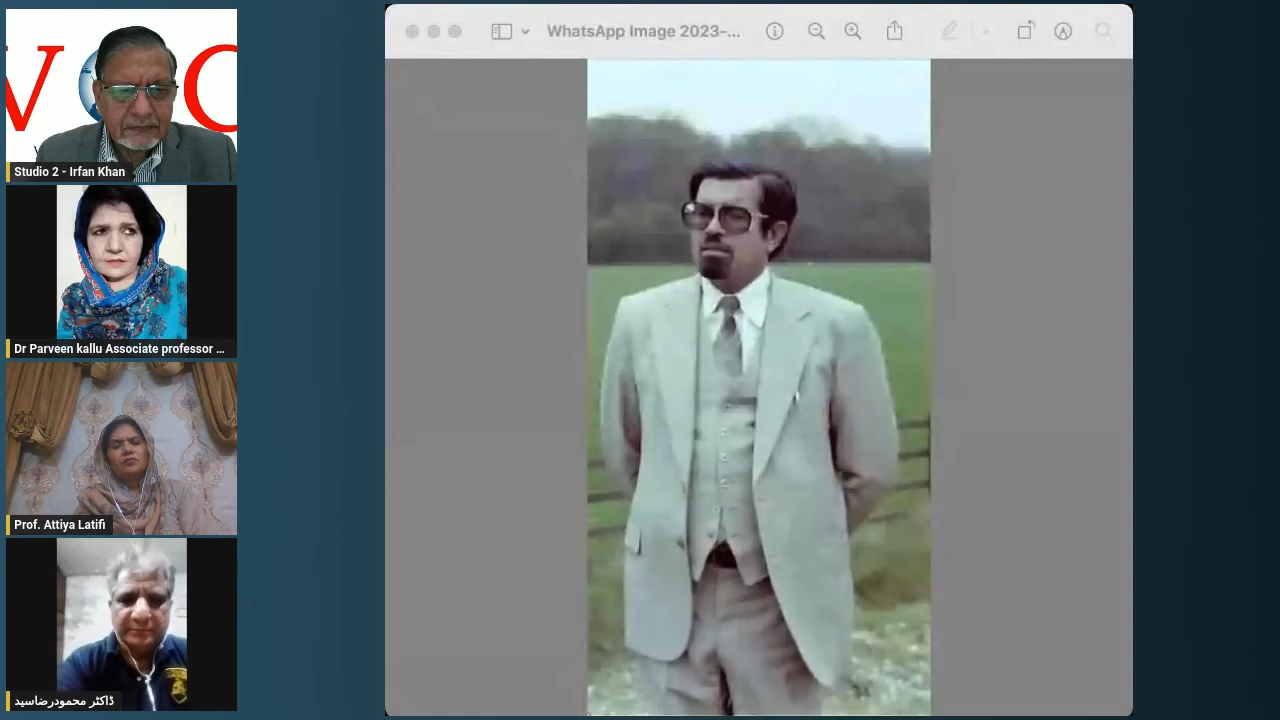 V O C
Studio 2 - Irfan Khan
Dr Parveen kallu Associate professor ...
Prof. Attiya Latifi
ڈاکٹر محمودرضاسید
WhatsApp Image 2023-...